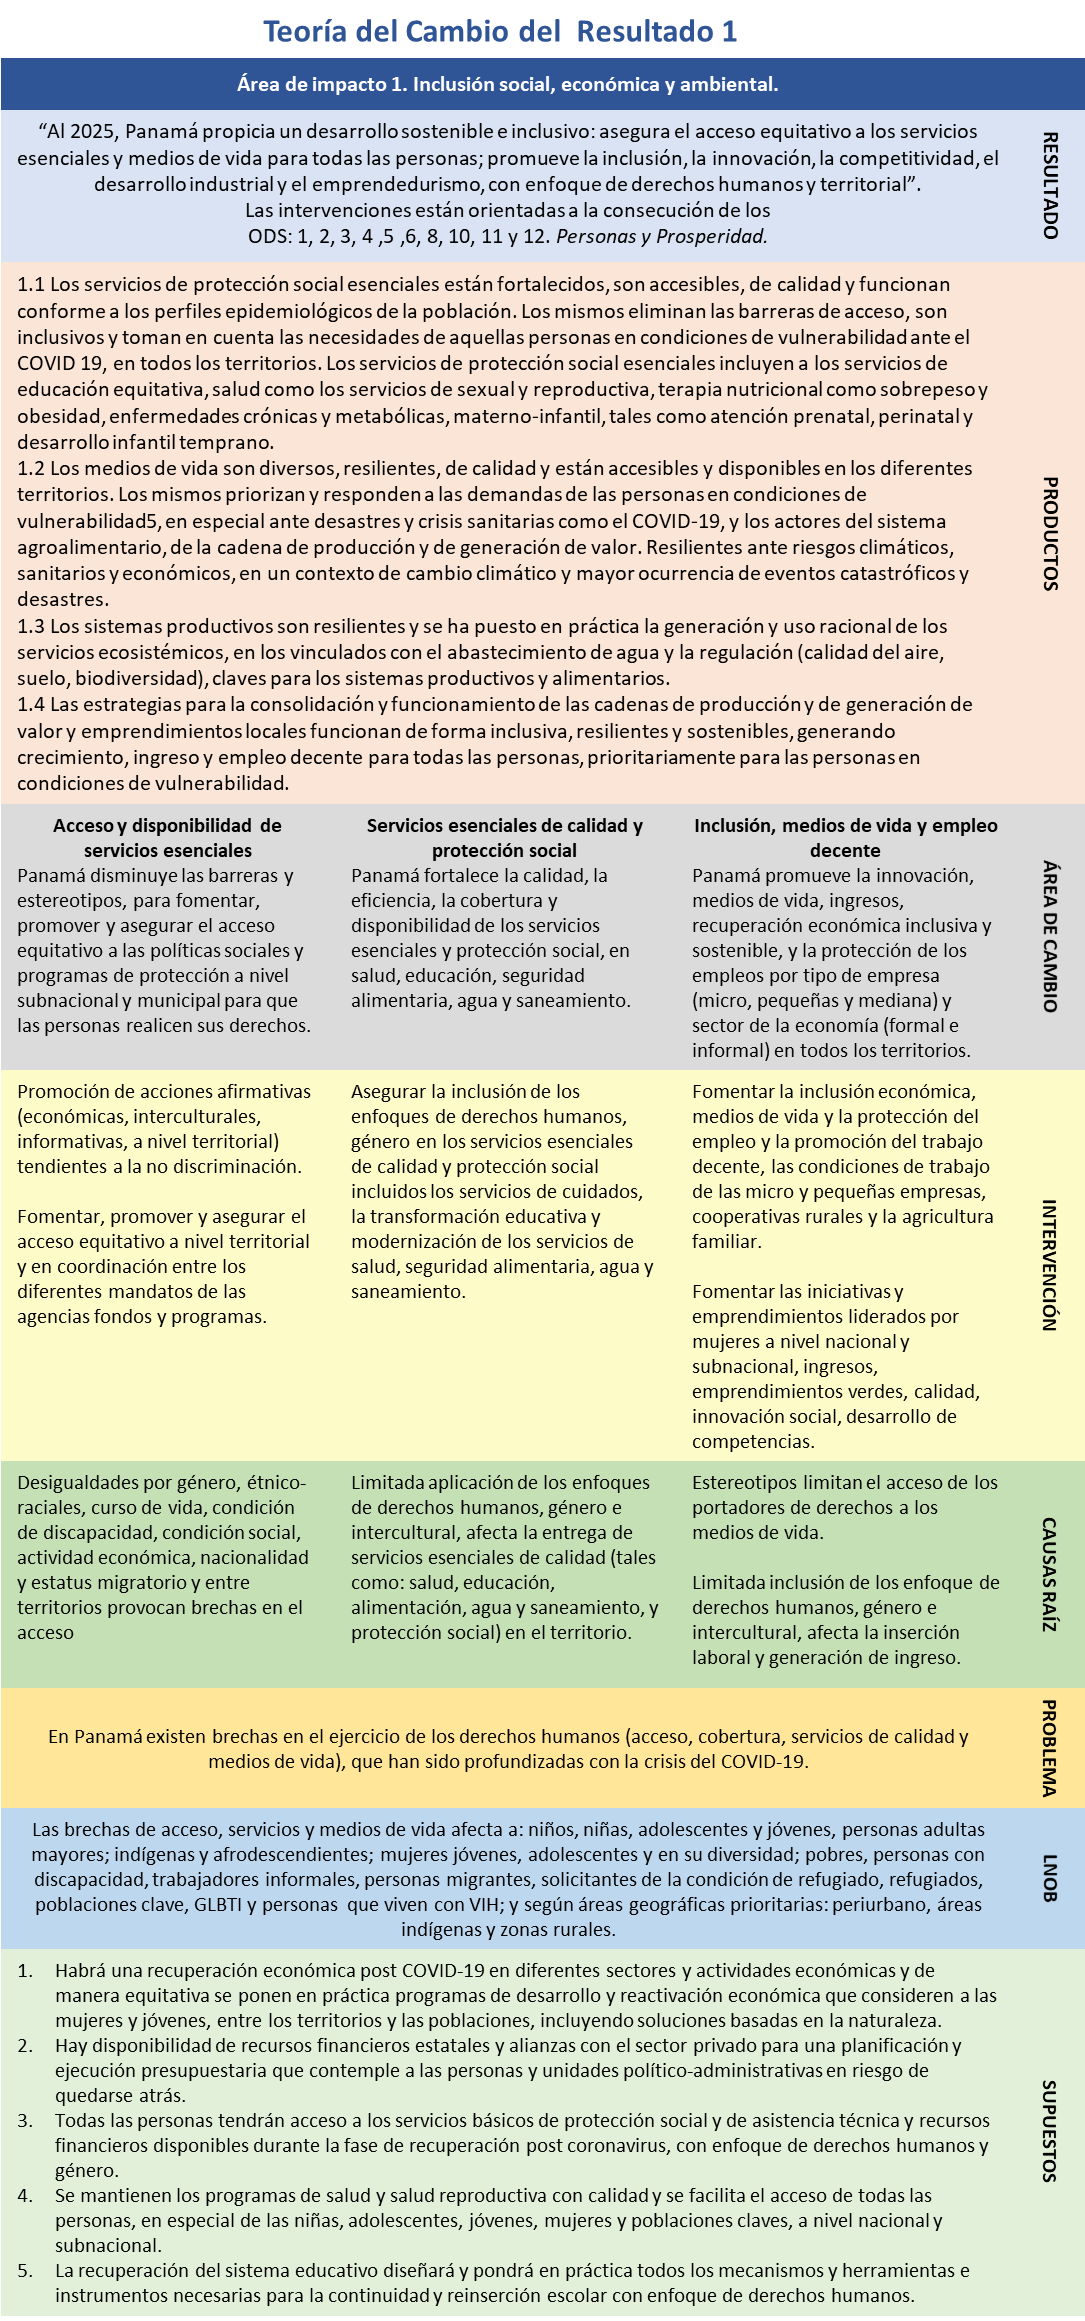 Teoría del Cambio del Resultado 1
Área de impacto 1. Inclusión social, económica y ambiental.
“Al 2025, Panamá propicia un desarrollo sostenible e inclusivo: asegura el acceso equitativo a los servicios
esenciales y medios de vida para todas las personas; promueve la inclusión, la innovación, la competitividad, el
desarrollo industrial y el emprendedurismo, con enfoque de derechos humanos y territorial”.
Las intervenciones están orientadas a la consecución de los
ODS: 1, 2, 3, 4 ,5 ,6, 8, 10, 11 y 12. Personas y Prosperidad.
RESULTADO
1.1 Los servicios de protección social esenciales están fortalecidos, son accesibles, de calidad y funcionan
conforme a los perfiles epidemiológicos de la población. Los mismos eliminan las barreras de acceso, son
inclusivos y toman en cuenta las necesidades de aquellas personas en condiciones de vulnerabilidad ante el
COVID 19, en todos los territorios. Los servicios de protección social esenciales incluyen a los servicios de
educación equitativa, salud como los servicios de sexual y reproductiva, terapia nutricional como sobrepeso y
obesidad, enfermedades crónicas y metabólicas, materno-infantil, tales como atención prenatal, perinatal y
desarrollo infantil temprano.
1.2 Los medios de vida son diversos, resilientes, de calidad y están accesibles y disponibles en los diferentes
territorios. Los mismos priorizan y responden a las demandas de las personas en condiciones de
vulnerabilidad5, en especial ante desastres y crisis sanitarias como el COVID-19, y los actores del sistema
agroalimentario, de la cadena de producción y de generación de valor. Resilientes ante riesgos climáticos,
sanitarios y económicos, en un contexto de cambio climático y mayor ocurrencia de eventos catastróficos y
desastres.
1.3 Los sistemas productivos son resilientes y se ha puesto en práctica la generación y uso racional de los
servicios ecosistémicos, en los vinculados con el abastecimiento de agua y la regulación (calidad del aire,
suelo, biodiversidad), claves para los sistemas productivos y alimentarios.
1.4 Las estrategias para la consolidación y funcionamiento de las cadenas de producción y de generación de
valor y emprendimientos locales funcionan de forma inclusiva, resilientes y sostenibles, generando
crecimiento, ingreso y empleo decente para todas las personas, prioritariamente para las personas en
condiciones de vulnerabilidad.
PRODUCTOS
Acceso y disponibilidad de
servicios esenciales
Panamá disminuye las barreras y
estereotipos, para fomentar,
promover y asegurar el acceso
equitativo a las políticas sociales y
programas de protección a nivel
subnacional y municipal para que
las personas realicen sus derechos.
Servicios esenciales de calidad y
protección social
Panamá fortalece la calidad, la
eficiencia, la cobertura y
disponibilidad de los servicios
esenciales y protección social, en
salud, educación, seguridad
alimentaria, agua y saneamiento.
Inclusión, medios de vida y empleo
decente
Panamá promueve la innovación,
medios de vida, ingresos,
recuperación económica inclusiva y
sostenible, y la protección de los
empleos por tipo de empresa
(micro, pequeñas y mediana) y
sector de la economía (formal e
informal) en todos los territorios.
ÁREA DE CAMBIO
Promoción de acciones afirmativas
(económicas, interculturales,
informativas, a nivel territorial)
tendientes a la no discriminación.
Fomentar, promover y asegurar el
acceso equitativo a nivel territorial
y en coordinación entre los
diferentes mandatos de las
agencias fondos y programas.
Asegurar la inclusión de los
enfoques de derechos humanos,
género en los servicios esenciales
de calidad y protección social
incluidos los servicios de cuidados,
la transformación educativa y
modernización de los servicios de
salud, seguridad alimentaria, agua y
saneamiento.
Fomentar la inclusión económica,
medios de vida y la protección del
empleo y la promoción del trabajo
decente, las condiciones de trabajo
de las micro y pequeñas empresas,
cooperativas rurales y la agricultura
familiar.
Fomentar las iniciativas y
emprendimientos liderados por
mujeres a nivel nacional y
subnacional, ingresos,
emprendimientos verdes, calidad,
innovación social, desarrollo de
competencias.
INTERVENCIÓN
Desigualdades por género, étnico-
raciales, curso de vida, condición
de discapacidad, condición social,
actividad económica, nacionalidad
y estatus migratorio y entre
territorios provocan brechas en el
acceso
Limitada aplicación de los enfoques
de derechos humanos, género e
intercultural, afecta la entrega de
servicios esenciales de calidad (tales
como: salud, educación,
alimentación, agua y saneamiento, y
protección social) en el territorio.
Estereotipos limitan el acceso de los
portadores de derechos a los
medios de vida.
Limitada inclusión de los enfoque de
derechos humanos, género e
intercultural, afecta la inserción
laboral y generación de ingreso.
CAUSAS RAÍZ
En Panamá existen brechas en el ejercicio de los derechos humanos (acceso, cobertura, servicios de calidad y
medios de vida), que han sido profundizadas con la crisis del COVID-19.
PROBLEMA
Las brechas de acceso, servicios y medios de vida afecta a: niños, niñas, adolescentes y jóvenes, personas adultas
mayores; indígenas y afrodescendientes; mujeres jóvenes, adolescentes y en su diversidad; pobres, personas con
discapacidad, trabajadores informales, personas migrantes, solicitantes de la condición de refugiado, refugiados,
poblaciones clave, GLBTI y personas que viven con VIH; y según áreas geográficas prioritarias: periurbano, áreas
indígenas y zonas rurales.
LNOB
1. Habrá una recuperación económica post COVID-19 en diferentes sectores y actividades económicas y de
manera equitativa se ponen en práctica programas de desarrollo y reactivación económica que consideren a las
mujeres y jóvenes, entre los territorios y las poblaciones, incluyendo soluciones basadas en la naturaleza.
2. Hay disponibilidad de recursos financieros estatales y alianzas con el sector privado para una planificación y
ejecución presupuestaria que contemple a las personas y unidades político-administrativas en riesgo de
quedarse atrás.
3. Todas las personas tendrán acceso a los servicios básicos de protección social y de asistencia técnica y recursos
financieros disponibles durante la fase de recuperación post coronavirus, con enfoque de derechos humanos y
género.
4. Se mantienen los programas de salud y salud reproductiva con calidad y se facilita el acceso de todas las
personas, en especial de las niñas, adolescentes, jóvenes, mujeres y poblaciones claves, a nivel nacional y
subnacional.
5. La recuperación del sistema educativo diseñará y pondrá en práctica todos los mecanismos y herramientas e
instrumentos necesarias para la continuidad y reinserción escolar con enfoque de derechos humanos.
SUPUESTOS